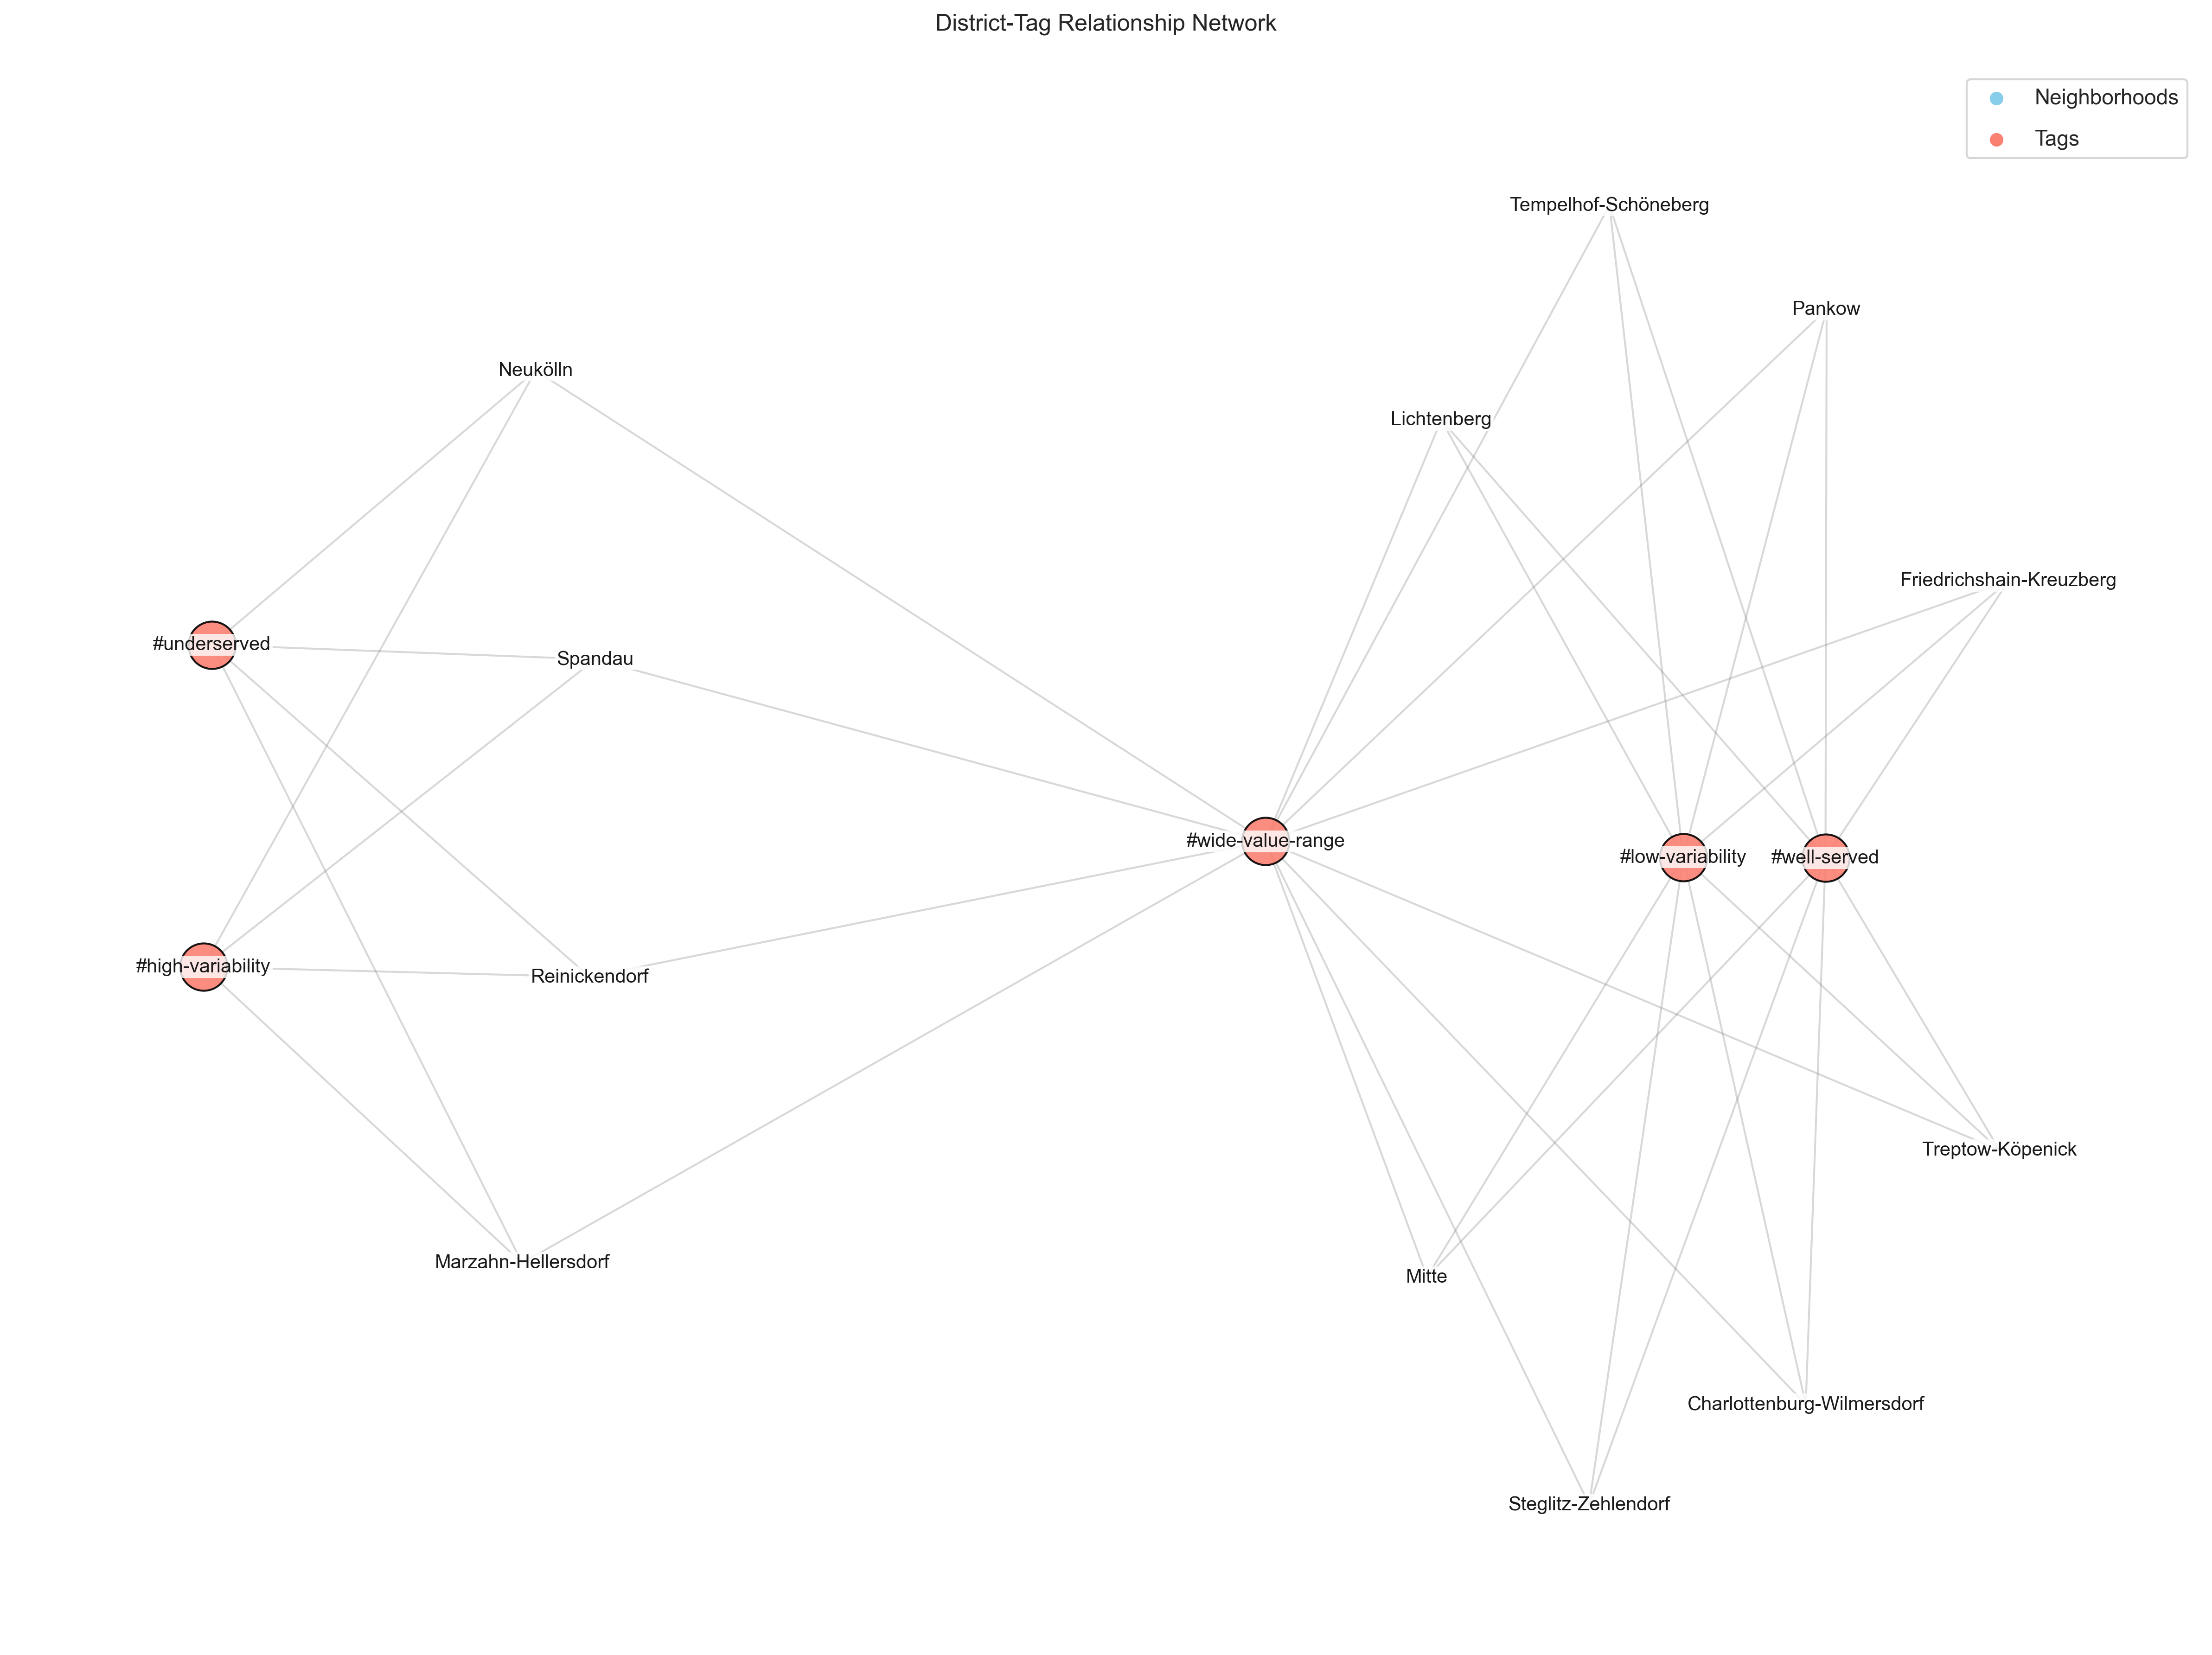 District-Tag Relationship Network
Neighborhoods
Tags
Tempelhof-Schöneberg
Pankow
Neukölln
Lichtenberg
Friedrichshain-Kreuzberg
#underserved
Spandau
#wide-value-range
#low-variability
#well-served
#high-variability
Reinickendorf
Treptow-Köpenick
Marzahn-Hellersdorf
Mitte
Charlottenburg-Wilmersdorf
Steglitz-Zehlendorf